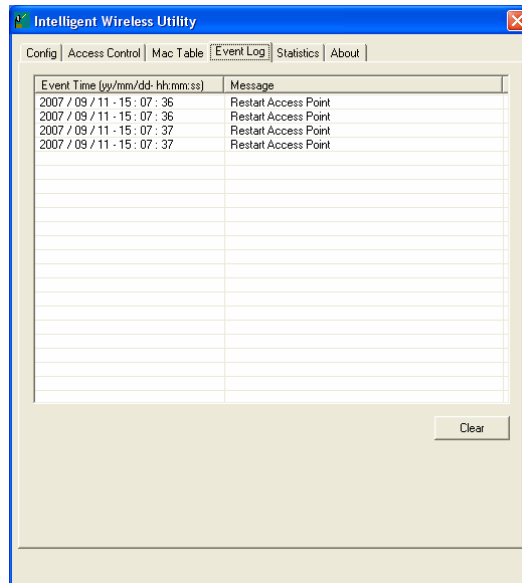 Intelligent Wireless Utility
Config Access Control Mac Table Event Log Statistics About
Event Time (yy/mm/dd- hh:mm:ss) Message
2007 / 09 / 11 - 15 : 07 : 36 Restart Access Point
2007 / 09 / 11 - 15 : 07 : 36 Restart Access Point
2007 / 09 / 11 - 15 : 07 : 37 Restart Access Point
2007 / 09 / 11 - 15 : 07 : 37 Restart Access Point
Clear